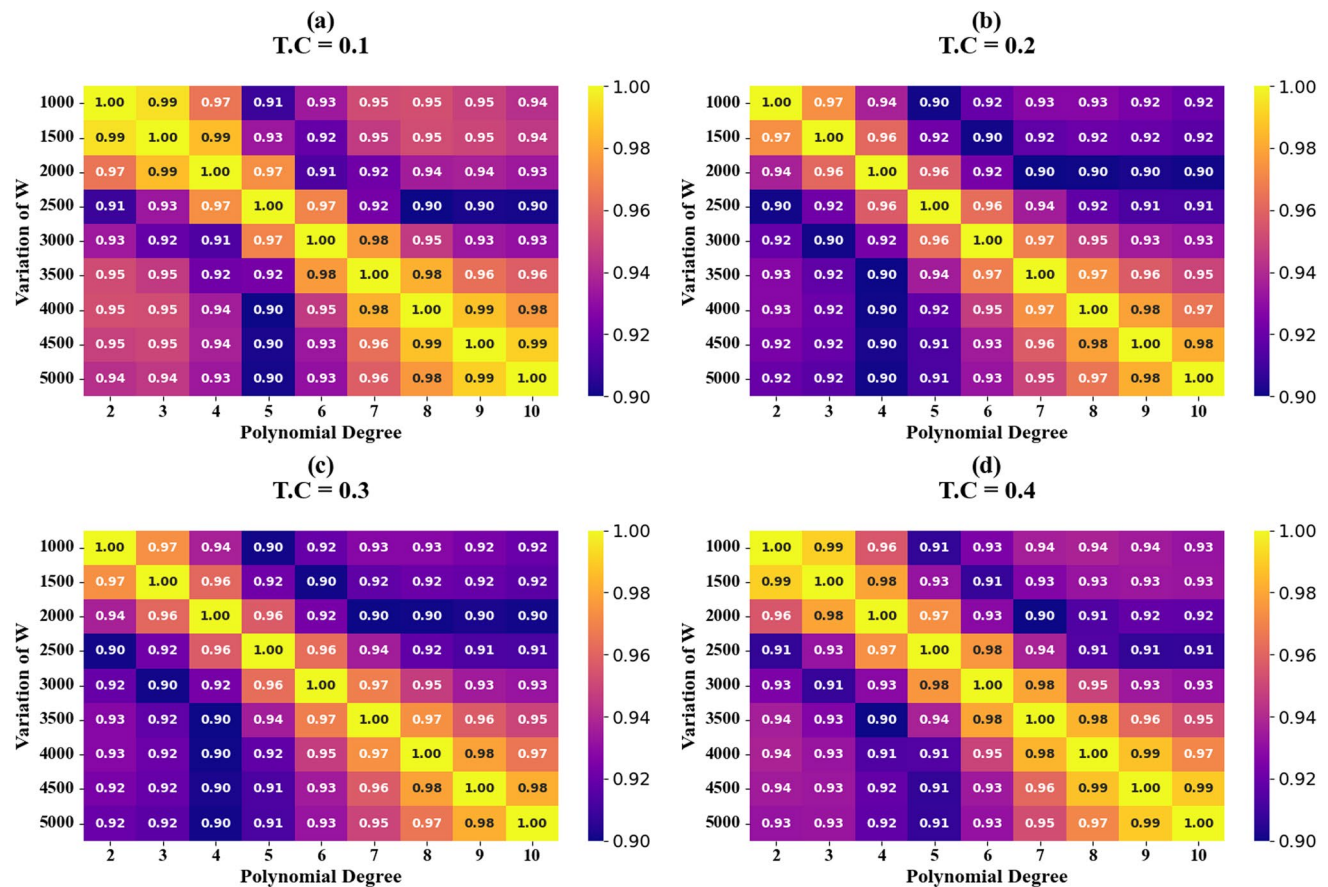 (a)
T.C = 0.1
Variation of W
1000 1.00 0.99 0.97 0.91 0.93 0.95 0.95 0.95 0.94
1500 0.99 1.00 0.99 0.93 0.92 0.95 0.95 0.95 0.94
2000 0.97 0.99 1.00 0.97 0.91 0.92 0.94 0.94 0.93
2500 0.91 0.93 0.97 1.00 0.97 0.92 0.90 0.90 0.90
3000 0.93 0.92 0.91 0.97 1.00 0.98 0.95 0.93 0.93
3500 0.95 0.95 0.92 0.92 0.98 1.00 0.98 0.96 0.96
4000 0.95 0.95 0.94 0.90 0.95 0.98 1.00 0.99 0.98
4500 0.95 0.95 0.94 0.90 0.93 0.96 0.99 1.00 0.99
5000 0.94 0.94 0.93 0.90 0.93 0.96 0.98 0.99 1.00
2 3 4 5 6 7 8 9 10
Polynomial Degree
1.00
0.98
0.96
0.94
0.92
0.90
(b)
T.C = 0.2
Variation of W
1000 1.00 0.97 0.94 0.90 0.92 0.93 0.93 0.92 0.92
1500 0.97 1.00 0.96 0.92 0.90 0.92 0.92 0.92 0.92
2000 0.94 0.96 1.00 0.96 0.92 0.90 0.90 0.90 0.90
2500 0.90 0.92 0.96 1.00 0.96 0.94 0.92 0.91 0.91
3000 0.92 0.90 0.92 0.96 1.00 0.97 0.95 0.93 0.93
3500 0.93 0.92 0.90 0.94 0.97 1.00 0.97 0.96 0.95
4000 0.93 0.92 0.90 0.92 0.95 0.97 1.00 0.98 0.97
4500 0.92 0.92 0.90 0.91 0.93 0.96 0.98 1.00 0.98
5000 0.92 0.92 0.90 0.91 0.93 0.95 0.97 0.98 1.00
2 3 4 5 6 7 8 9 10
Polynomial Degree
1.00
0.98
0.96
0.94
0.92
0.90
(c)
T.C = 0.3
Variation of W
1000 1.00 0.97 0.94 0.90 0.92 0.93 0.93 0.92 0.92
1500 0.97 1.00 0.96 0.92 0.90 0.92 0.92 0.92 0.92
2000 0.94 0.96 1.00 0.96 0.92 0.90 0.90 0.90 0.90
2500 0.90 0.92 0.96 1.00 0.96 0.94 0.92 0.91 0.91
3000 0.92 0.90 0.92 0.96 1.00 0.97 0.95 0.93 0.93
3500 0.93 0.92 0.90 0.94 0.97 1.00 0.97 0.96 0.95
4000 0.93 0.92 0.90 0.92 0.95 0.97 1.00 0.98 0.97
4500 0.92 0.92 0.90 0.91 0.93 0.96 0.98 1.00 0.98
5000 0.92 0.92 0.90 0.91 0.93 0.95 0.97 0.98 1.00
2 3 4 5 6 7 8 9 10
Polynomial Degree
1.00
0.98
0.96
0.94
0.92
0.90
(d)
T.C = 0.4
Variation of W
1000 1.00 0.99 0.96 0.91 0.93 0.94 0.94 0.94 0.93
1500 0.99 1.00 0.98 0.93 0.91 0.93 0.93 0.93 0.93
2000 0.96 0.98 1.00 0.97 0.93 0.90 0.91 0.92 0.92
2500 0.91 0.93 0.97 1.00 0.98 0.94 0.91 0.91 0.91
3000 0.93 0.91 0.93 0.98 1.00 0.98 0.95 0.93 0.93
3500 0.94 0.93 0.90 0.94 0.98 1.00 0.98 0.96 0.95
4000 0.94 0.93 0.91 0.91 0.95 0.98 1.00 0.99 0.97
4500 0.94 0.93 0.92 0.91 0.93 0.96 0.99 1.00 0.99
5000 0.93 0.93 0.92 0.91 0.93 0.95 0.97 0.99 1.00
2 3 4 5 6 7 8 9 10
Polynomial Degree
1.00
0.98
0.96
0.94
0.92
0.90